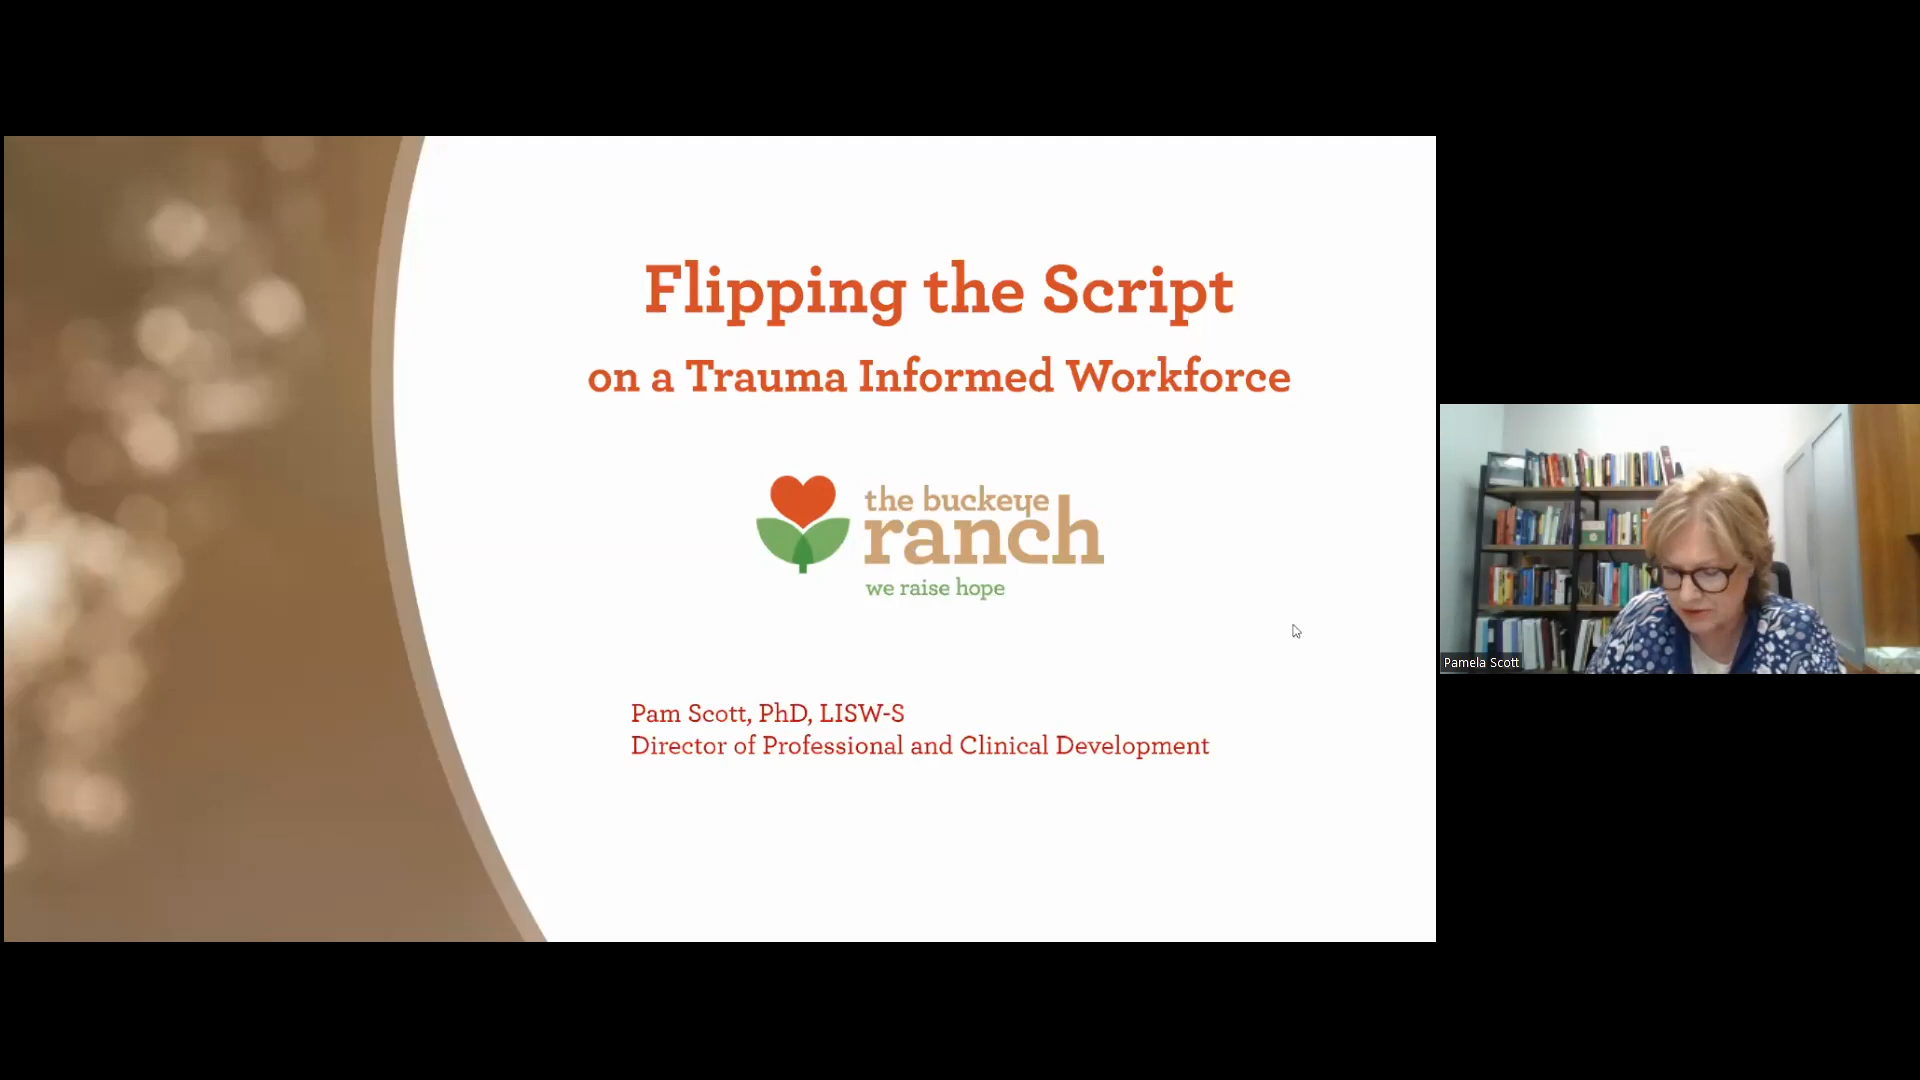 Flipping the Script
on a Trauma Informed Workforce
the buckeye
ranch
we raise hope
Pam Scott, PhD, LISW-S
Director of Professional and Clinical Development
Pamela Scott